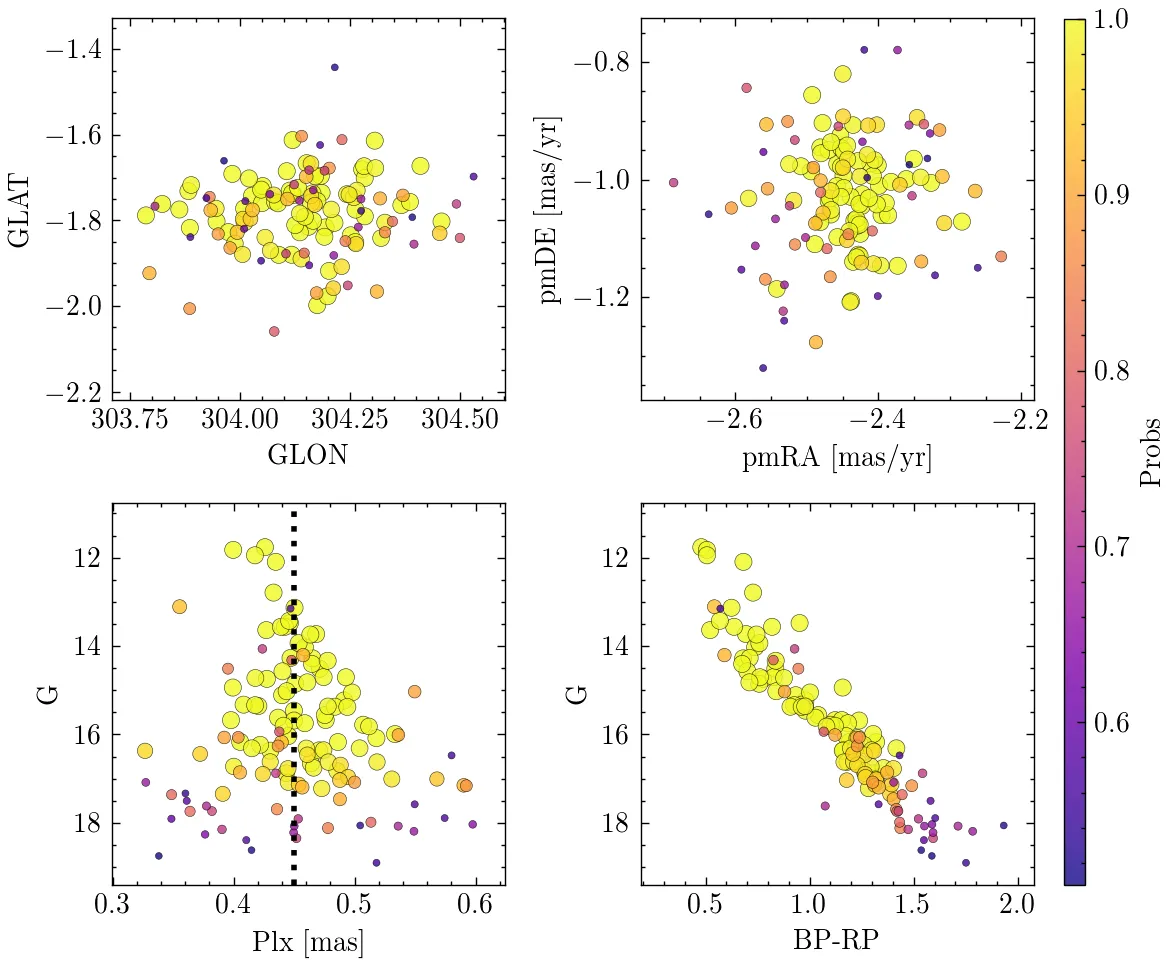 −1.4
−1.6
−1.8
−2.0
−2.2
GLAT
303.75 304.00 304.25 304.50
GLON
−0.8
−1.0
−1.2
pmDE [mas/yr]
−2.6 −2.4 −2.2
pmRA [mas/yr]
12
14
16
18
G
0.3 0.4 0.5 0.6
Plx [mas]
12
14
16
18
G
0.5 1.0 1.5 2.0
BP-RP
1.0
0.9
0.8
0.7
0.6
Probs